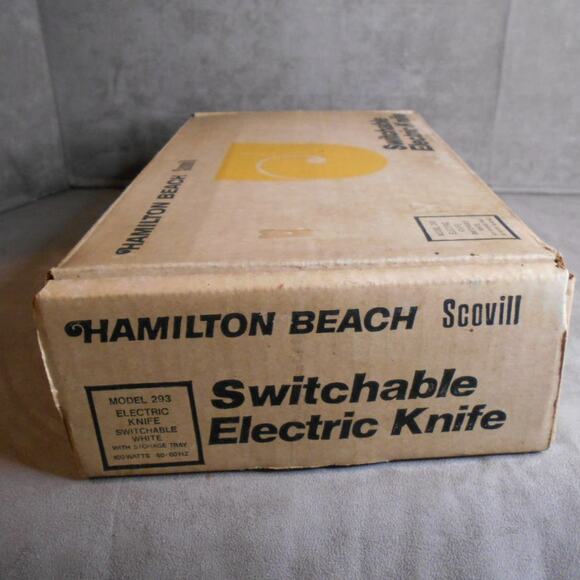 HAMILTON BEACH Scovill
Switchable
Electric Knife
HAMILTON BEACH Scovill
MODEL 293
ELECTRIC
KNIFE
SWITCHABLE
WHITE
WITH STORAGE TRAY
100 WATTS 50-60HZ
Switchable
Electric Knife